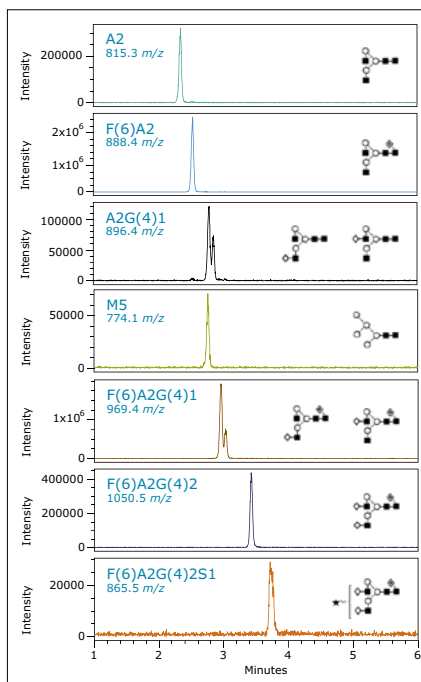 A2
815.3 m/z
Intensity
200000
0
F(6)A2
888.4 m/z
Intensity
2x10⁶
1x10⁶
0
A2G(4)1
896.4 m/z
Intensity
100000
50000
0
M5
774.1 m/z
Intensity
50000
0
F(6)A2G(4)1
969.4 m/z
Intensity
1x10⁶
0
F(6)A2G(4)2
1050.5 m/z
Intensity
400000
200000
0
F(6)A2G(4)2S1
865.5 m/z
Intensity
20000
0
1 2 3 4 5 6
Minutes